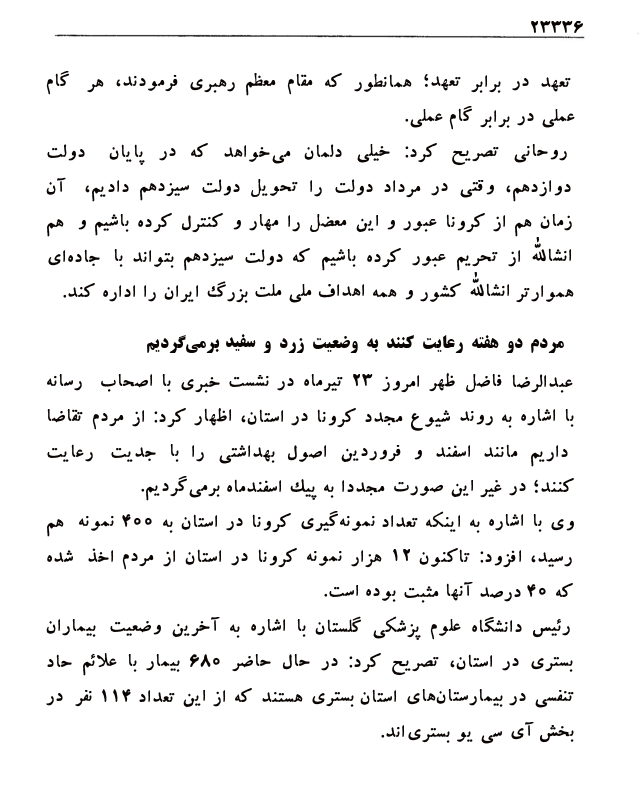 ۲۳۳۳۶
تعهد در برابر تعهد؛ همانطور که مقام معظم رهبری فرمودند، هر گام
عملی در برابر گام عملی.
روحانی تصریح کرد: خیلی دلمان می‌خواهد که در پایان دولت
دوازدهم، وقتی در مرداد دولت را تحویل دولت سیزدهم دادیم، آن
زمان هم از کرونا عبور و این معضل را مهار و کنترل کرده باشیم و هم
انشالله از تحریم عبور کرده باشیم که دولت سیزدهم بتواند با جاده‌ای
هموارتر انشالله کشور و همه اهداف ملی ملت بزرگ ایران را اداره کند.
مردم دو هفته رعایت کنند به وضعیت زرد و سفید برمی‌گردیم
عبدالرضا فاضل ظهر امروز ۲۳ تیرماه در نشست خبری با اصحاب رسانه
با اشاره به روند شیوع مجدد کرونا در استان، اظهار کرد: از مردم تقاضا
داریم مانند اسفند و فروردین اصول بهداشتی را با جدیت رعایت
کنند؛ در غیر این صورت مجددا به پیك اسفندماه برمی‌گردیم.
وی با اشاره به اینکه تعداد نمونه‌گیری کرونا در استان به ۴۰۰ نمونه هم
رسید، افزود: تاکنون ۱۲ هزار نمونه کرونا در استان از مردم اخذ شده
که ۴۰ درصد آنها مثبت بوده است.
رئیس دانشگاه علوم پزشکی گلستان با اشاره به آخرین وضعیت بیماران
بستری در استان، تصریح کرد: در حال حاضر ۶۸۰ بیمار با علائم حاد
تنفسی در بیمارستان‌های استان بستری هستند که از این تعداد ۱۱۴ نفر در
بخش آی سی یو بستری‌اند.